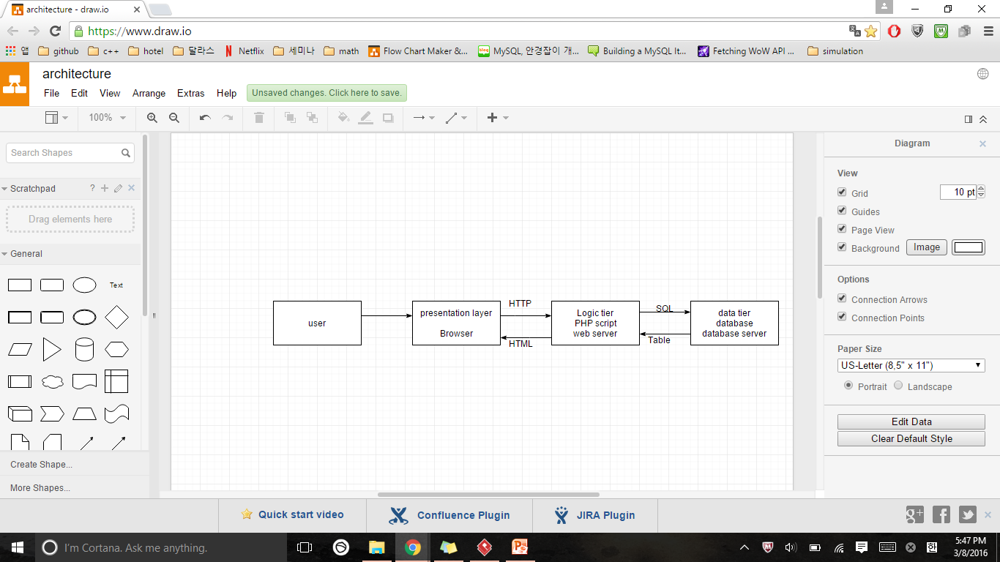 architecture - draw.io
https://www.draw.io
앱 github c++ hotel 달라스 Netflix 세미나 math Flow Chart Maker &... MySQL, 안경잡이 개... Building a MySQL It... Fetching WoW API ... simulation
architecture
File Edit View Arrange Extras Help Unsaved changes. Click here to save.
100%
Search Shapes
Scratchpad ?
Drag elements here
General
Text
Create Shape...
More Shapes...
user
presentation layer
Browser
HTTP
HTML
Logic tier
PHP script
web server
SQL
Table
data tier
database
database server
Diagram
View
Grid 10 pt
Guides
Page View
Background Image
Options
Connection Arrows
Connection Points
Paper Size
US-Letter (8,5" x 11")
Portrait Landscape
Edit Data
Clear Default Style
Quick start video Confluence Plugin JIRA Plugin
I'm Cortana. Ask me anything.
한
5:47 PM
3/8/2016